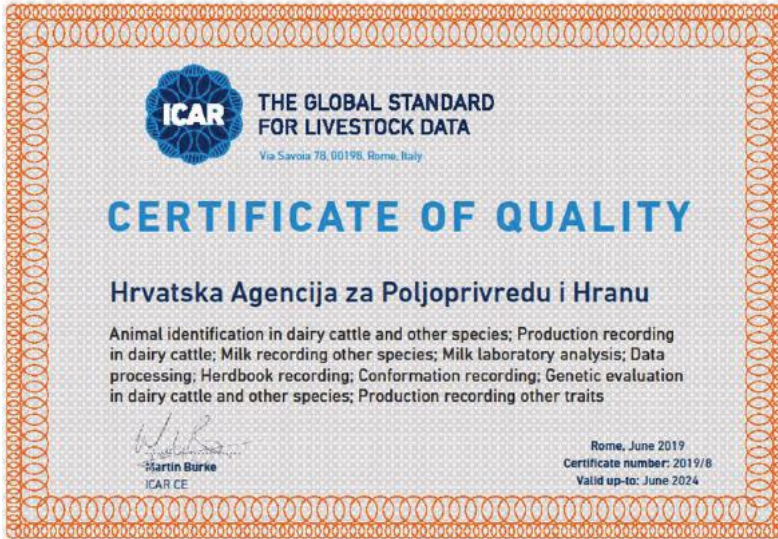 ICAR
THE GLOBAL STANDARD
FOR LIVESTOCK DATA
Via Savoia 78, 00198, Rome, Italy
CERTIFICATE OF QUALITY
Hrvatska Agencija za Poljoprivredu i Hranu
Animal identification in dairy cattle and other species; Production recording
in dairy cattle; Milk recording other species; Milk laboratory analysis; Data
processing; Herdbook recording; Conformation recording; Genetic evaluation
in dairy cattle and other species; Production recording other traits
Martin Burke
ICAR CE
Rome, June 2019
Certificate number: 2019/8
Valid up-to: June 2024